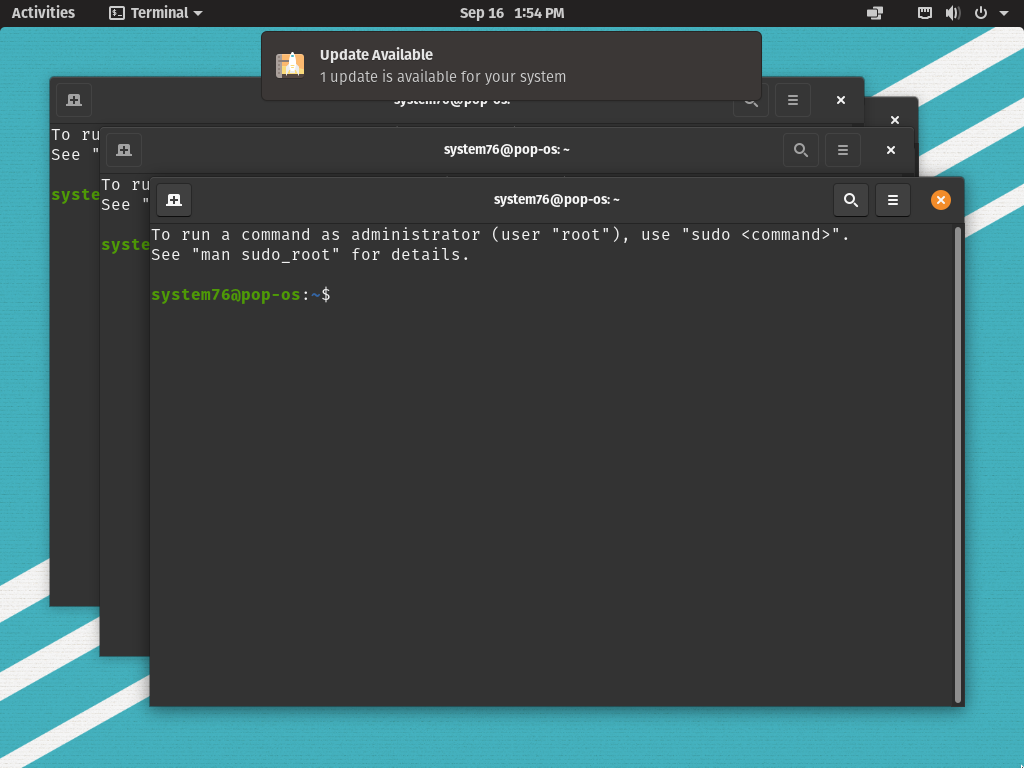 Activities
Terminal
Sep 16 1:54 PM
Update Available
1 update is available for your system
system76@pop-os:
To ru
See "
syste
system76@pop-os: ~
To ru
See "
syste
system76@pop-os: ~
To run a command as administrator (user "root"), use "sudo <command>".
See "man sudo_root" for details.
system76@pop-os:~$